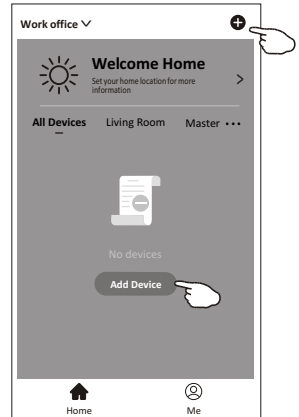 Work office
Welcome Home
Set your home location for more
information
All Devices Living Room Master •••
No devices
Add Device
Home Me